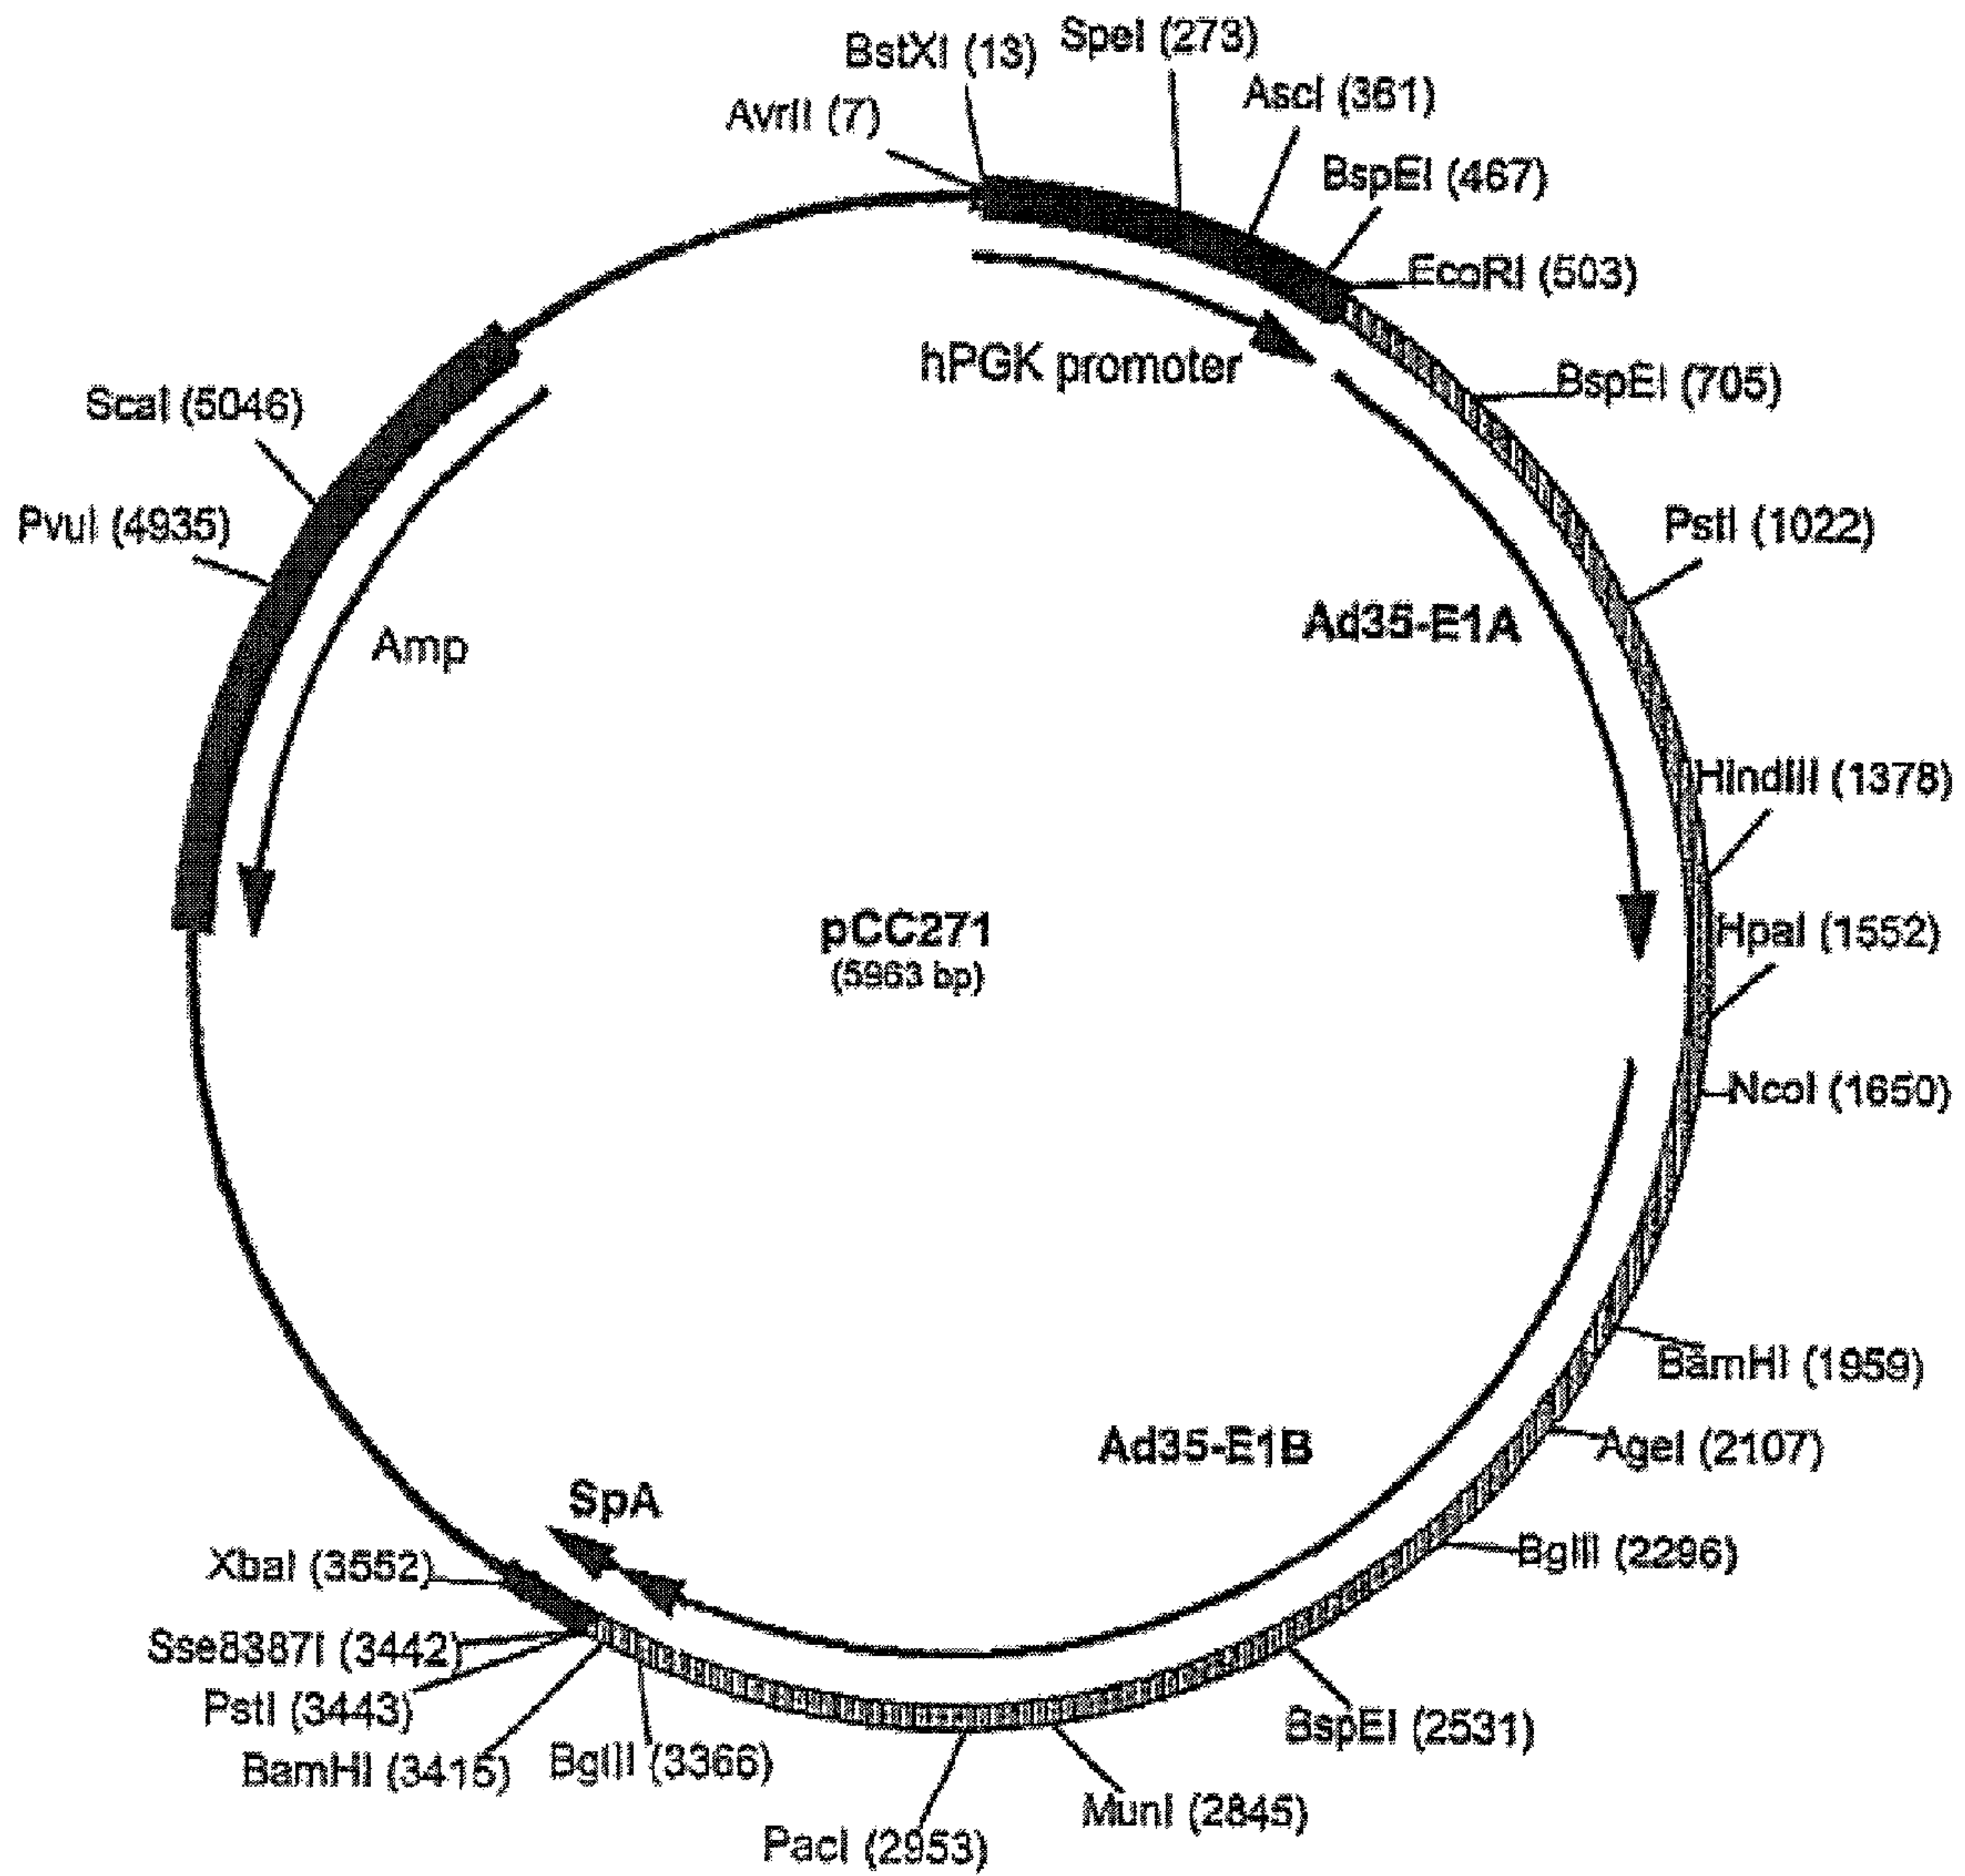 BstXI (13)
SpeI (273)
AvrII (7)
AscI (361)
BspEI (467)
EcoRI (503)
hPGK promoter
BspEI (705)
ScaI (5046)
PvuI (4935)
PstI (1022)
Ad35-E1A
Amp
HindIII (1378)
pCC271
(5963 bp)
HpaI (1552)
NcoI (1650)
BamHI (1959)
Ad35-E1B
AgeI (2107)
SpA
BglII (2296)
XbaI (3552)
Sse8387I (3442)
PstI (3443)
BamHI (3415)
BglII (3366)
BspEI (2531)
MunI (2845)
PacI (2953)